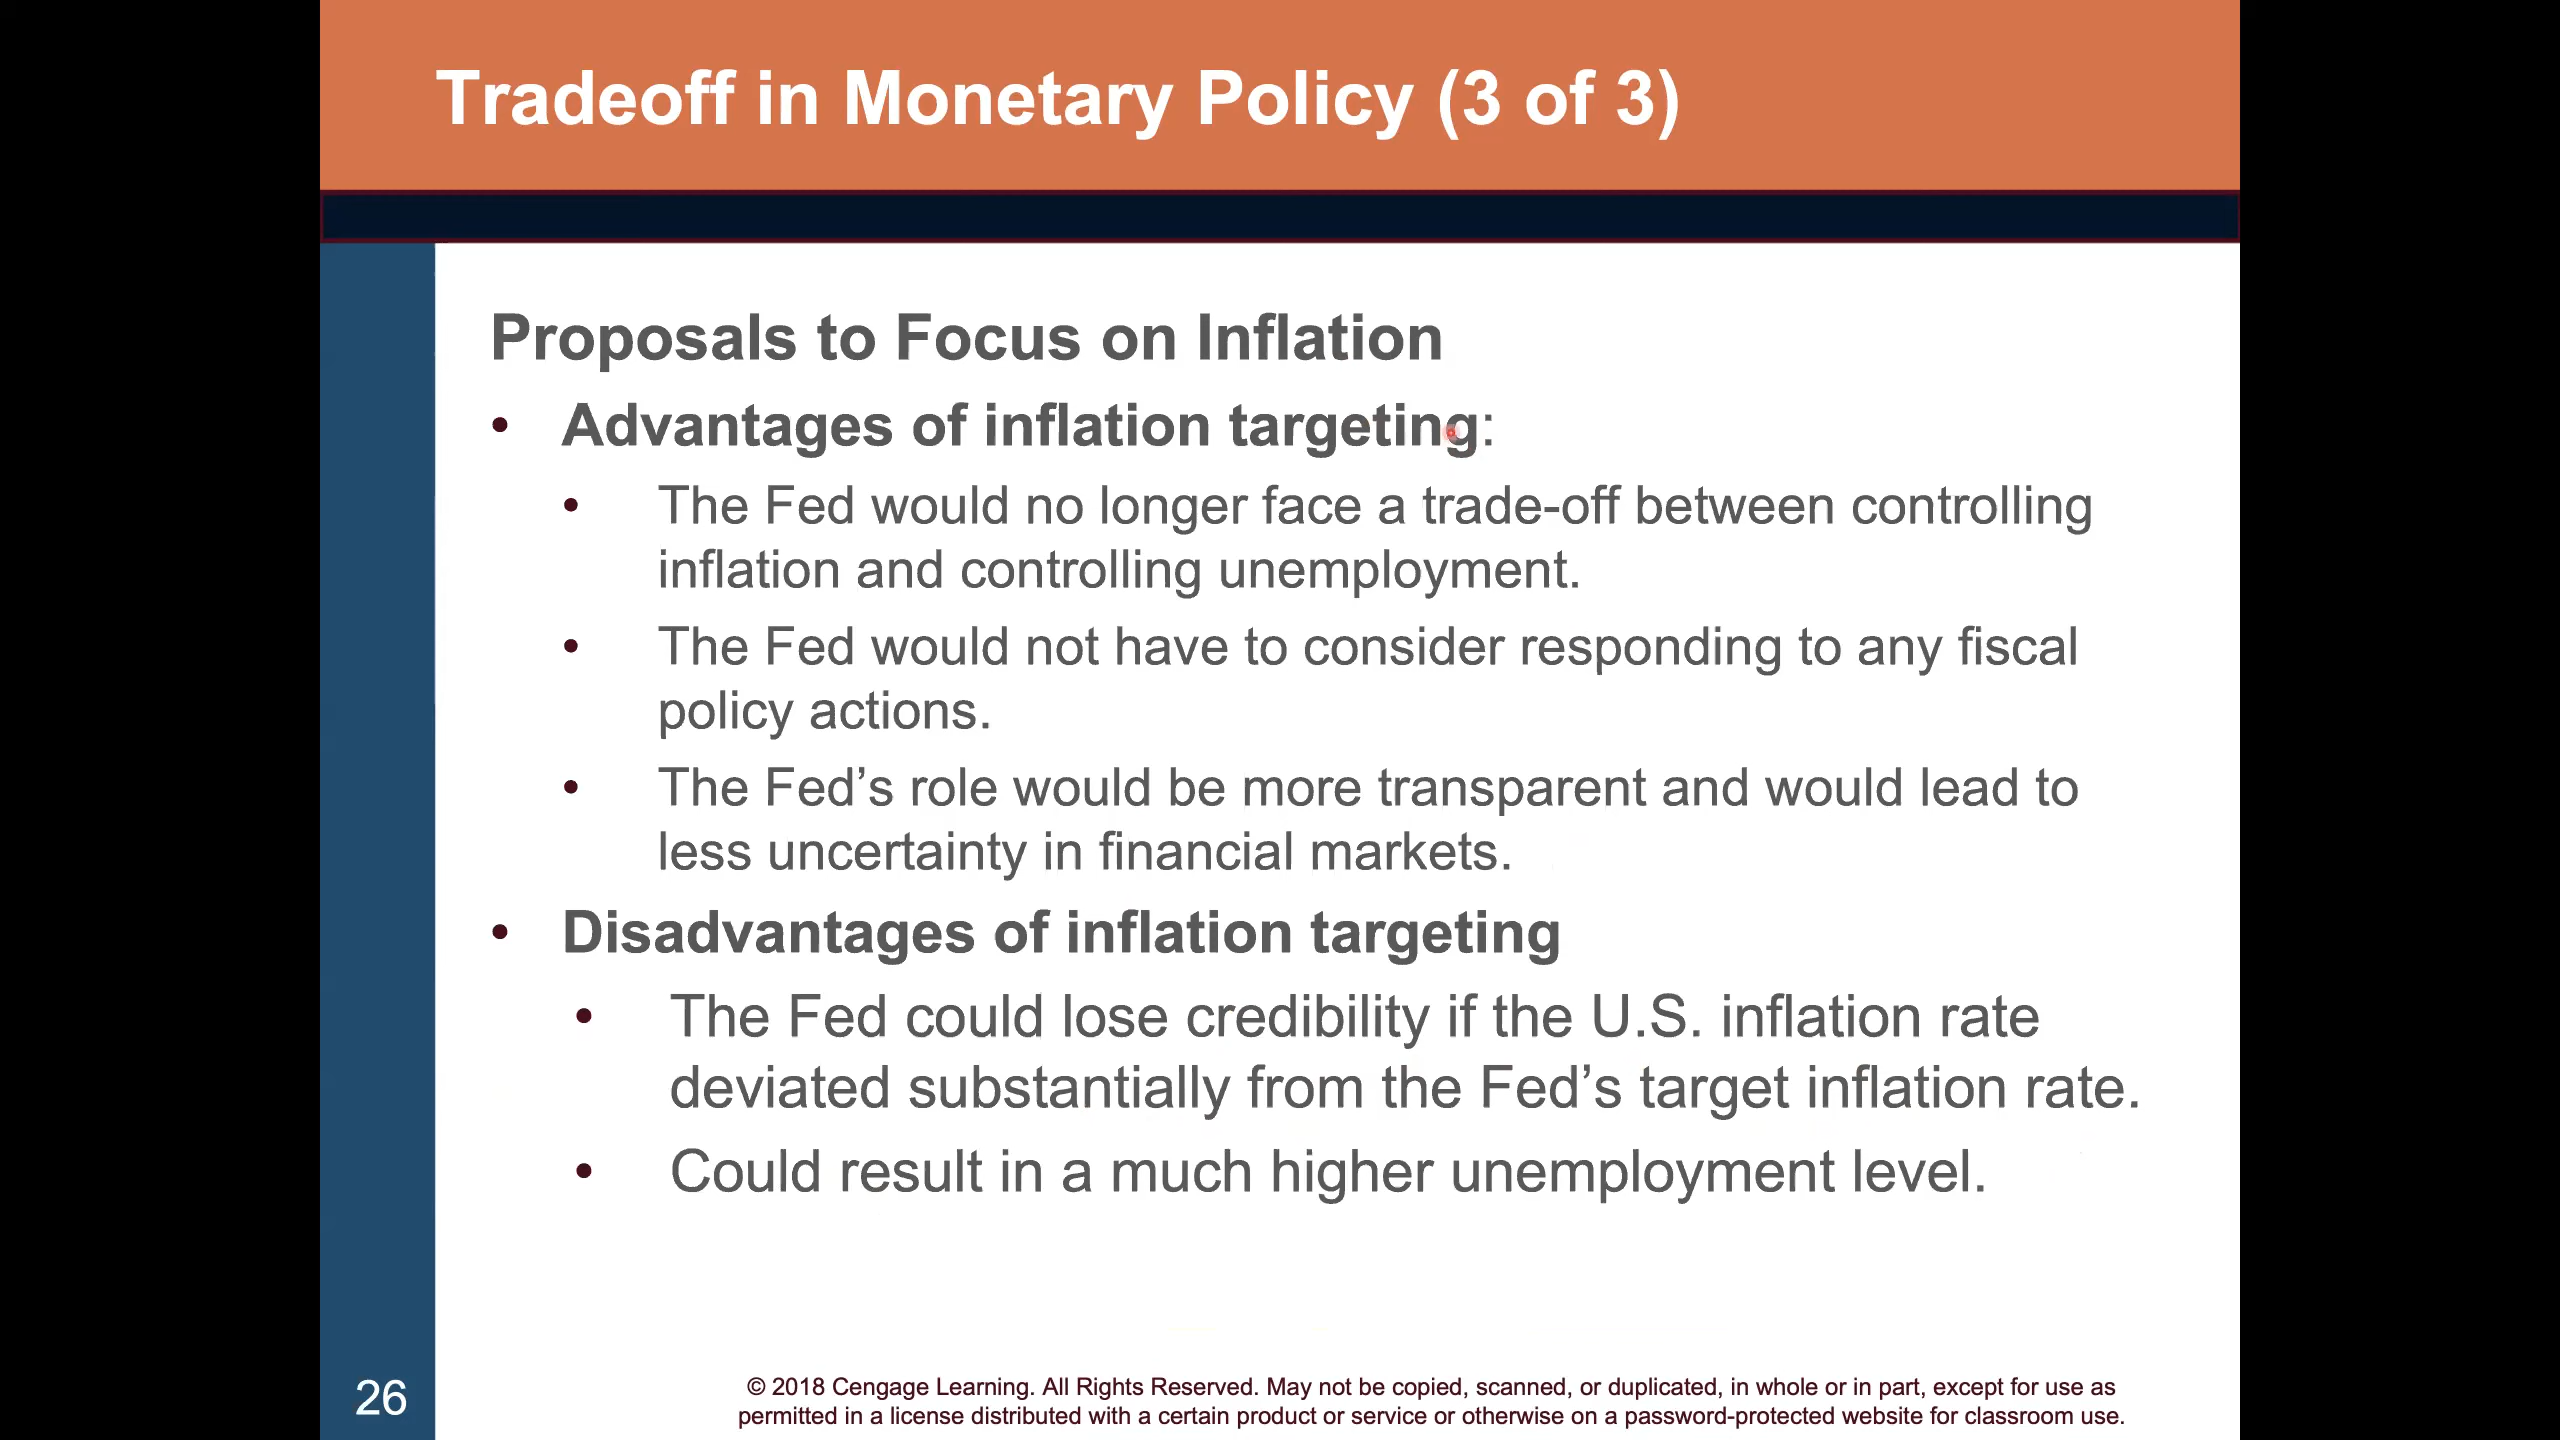 Tradeoff in Monetary Policy (3 of 3)
Proposals to Focus on Inflation
• Advantages of inflation targeting:
• The Fed would no longer face a trade-off between controlling
inflation and controlling unemployment.
• The Fed would not have to consider responding to any fiscal
policy actions.
• The Fed’s role would be more transparent and would lead to
less uncertainty in financial markets.
• Disadvantages of inflation targeting
• The Fed could lose credibility if the U.S. inflation rate
deviated substantially from the Fed’s target inflation rate.
• Could result in a much higher unemployment level.
26
© 2018 Cengage Learning. All Rights Reserved. May not be copied, scanned, or duplicated, in whole or in part, except for use as
permitted in a license distributed with a certain product or service or otherwise on a password-protected website for classroom use.